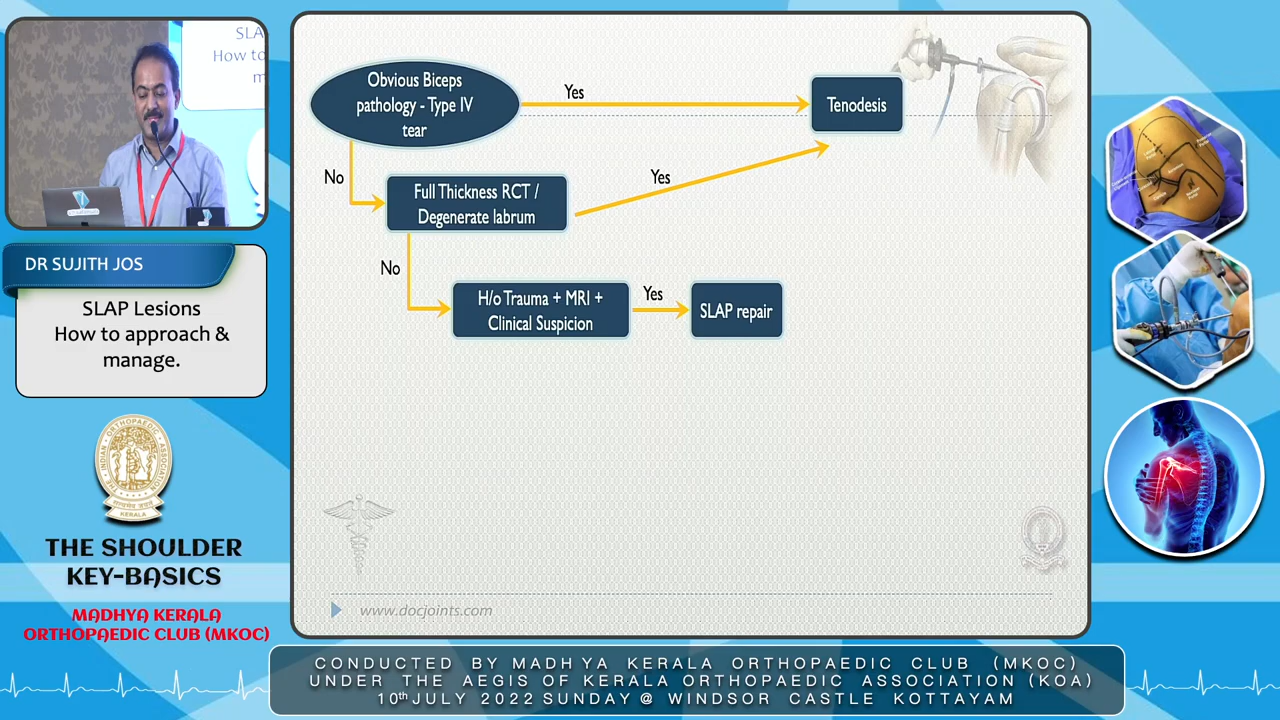 SLA
How to
m
DR SUJITH JOS
SLAP Lesions
How to approach &
manage.
THE SHOULDER
KEY-BASICS
MADHYA KERALA
ORTHOPAEDIC CLUB (MKOC)
Obvious Biceps
pathology - Type IV
tear
Yes
Tenodesis
No
Full Thickness RCT /
Degenerate labrum
Yes
No
H/o Trauma + MRI +
Clinical Suspicion
Yes
SLAP repair
www.docjoints.com
CONDUCTED BY MADHYA KERALA ORTHOPAEDIC CLUB (MKOC)
UNDER THE AEGIS OF KERALA ORTHOPAEDIC ASSOCIATION (KOA)
10th JULY 2022 SUNDAY @ WINDSOR CASTLE KOTTAYAM